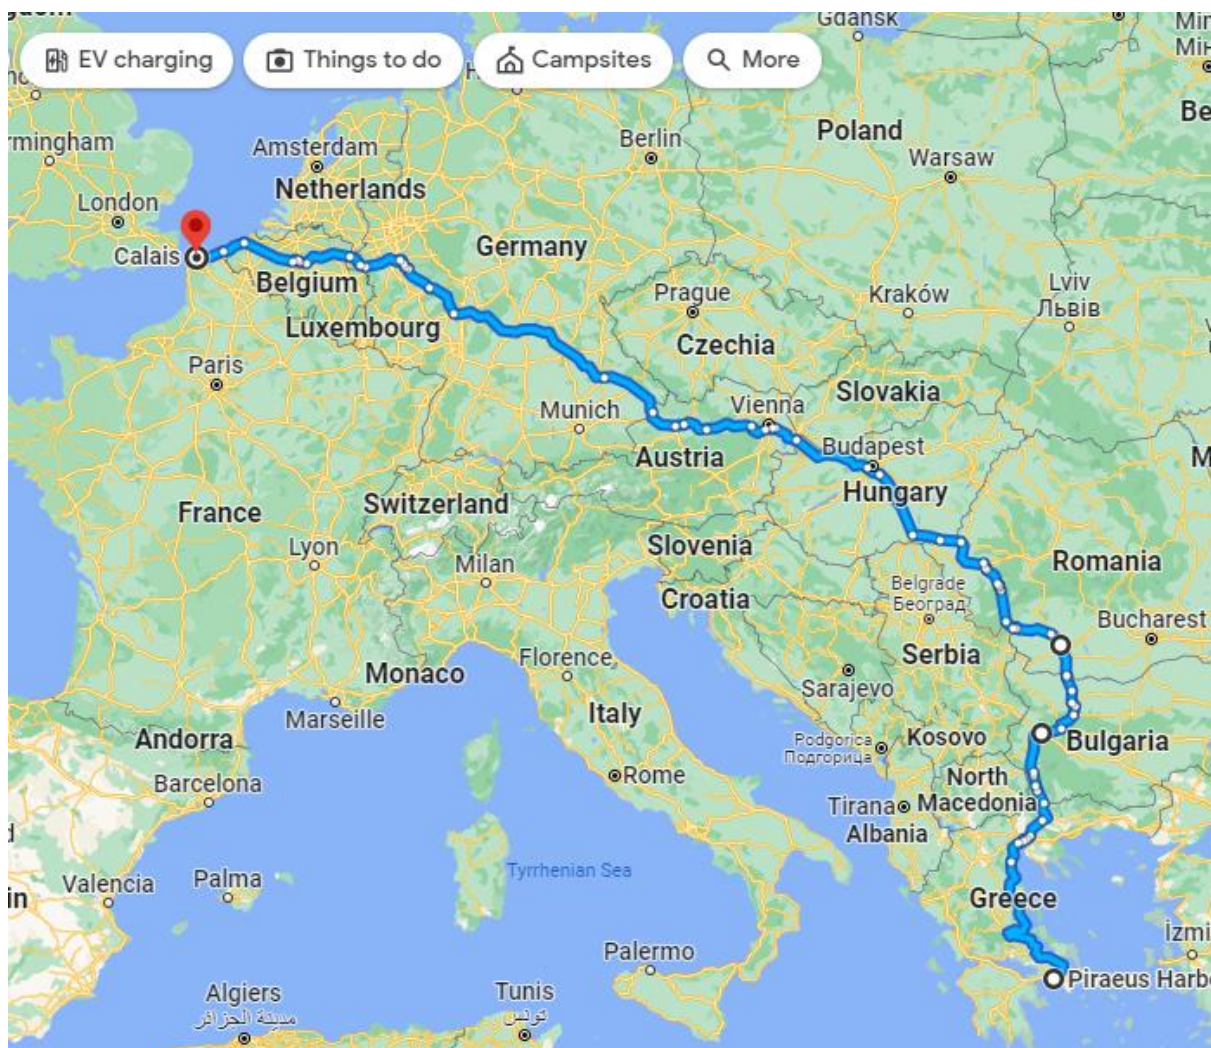 Gdańsk
EV charging
Things to do
Campsites
More
Berlin
Poland
Amsterdam
Warsaw
Netherlands
London
Calais
Germany
Belgium
Prague
Kraków
Lviv
Львів
Luxembourg
Czechia
Paris
Slovakia
Munich
Vienna
Budapest
Austria
Hungary
Switzerland
France
Lyon
Slovenia
Milan
Romania
Croatia
Belgrade
Београд
Bucharest
Serbia
Florence
Monaco
Sarajevo
Marseille
Italy
Andorra
Podgorica
Подгорица
Kosovo
Bulgaria
Rome
Barcelona
North
Macedonia
Tirana
Albania
Tyrrhenian Sea
Valencia
Palma
Greece
Palermo
Piraeus Harb
Algiers
مدينة الجزائر
Tunis
تونس